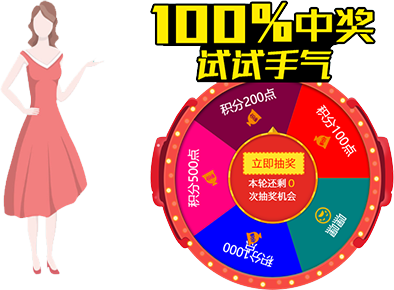 100%中奖
试试手气
积分200点
积分100点
积分500点
积分1000点
立即抽奖
本轮还剩 0
次抽奖机会